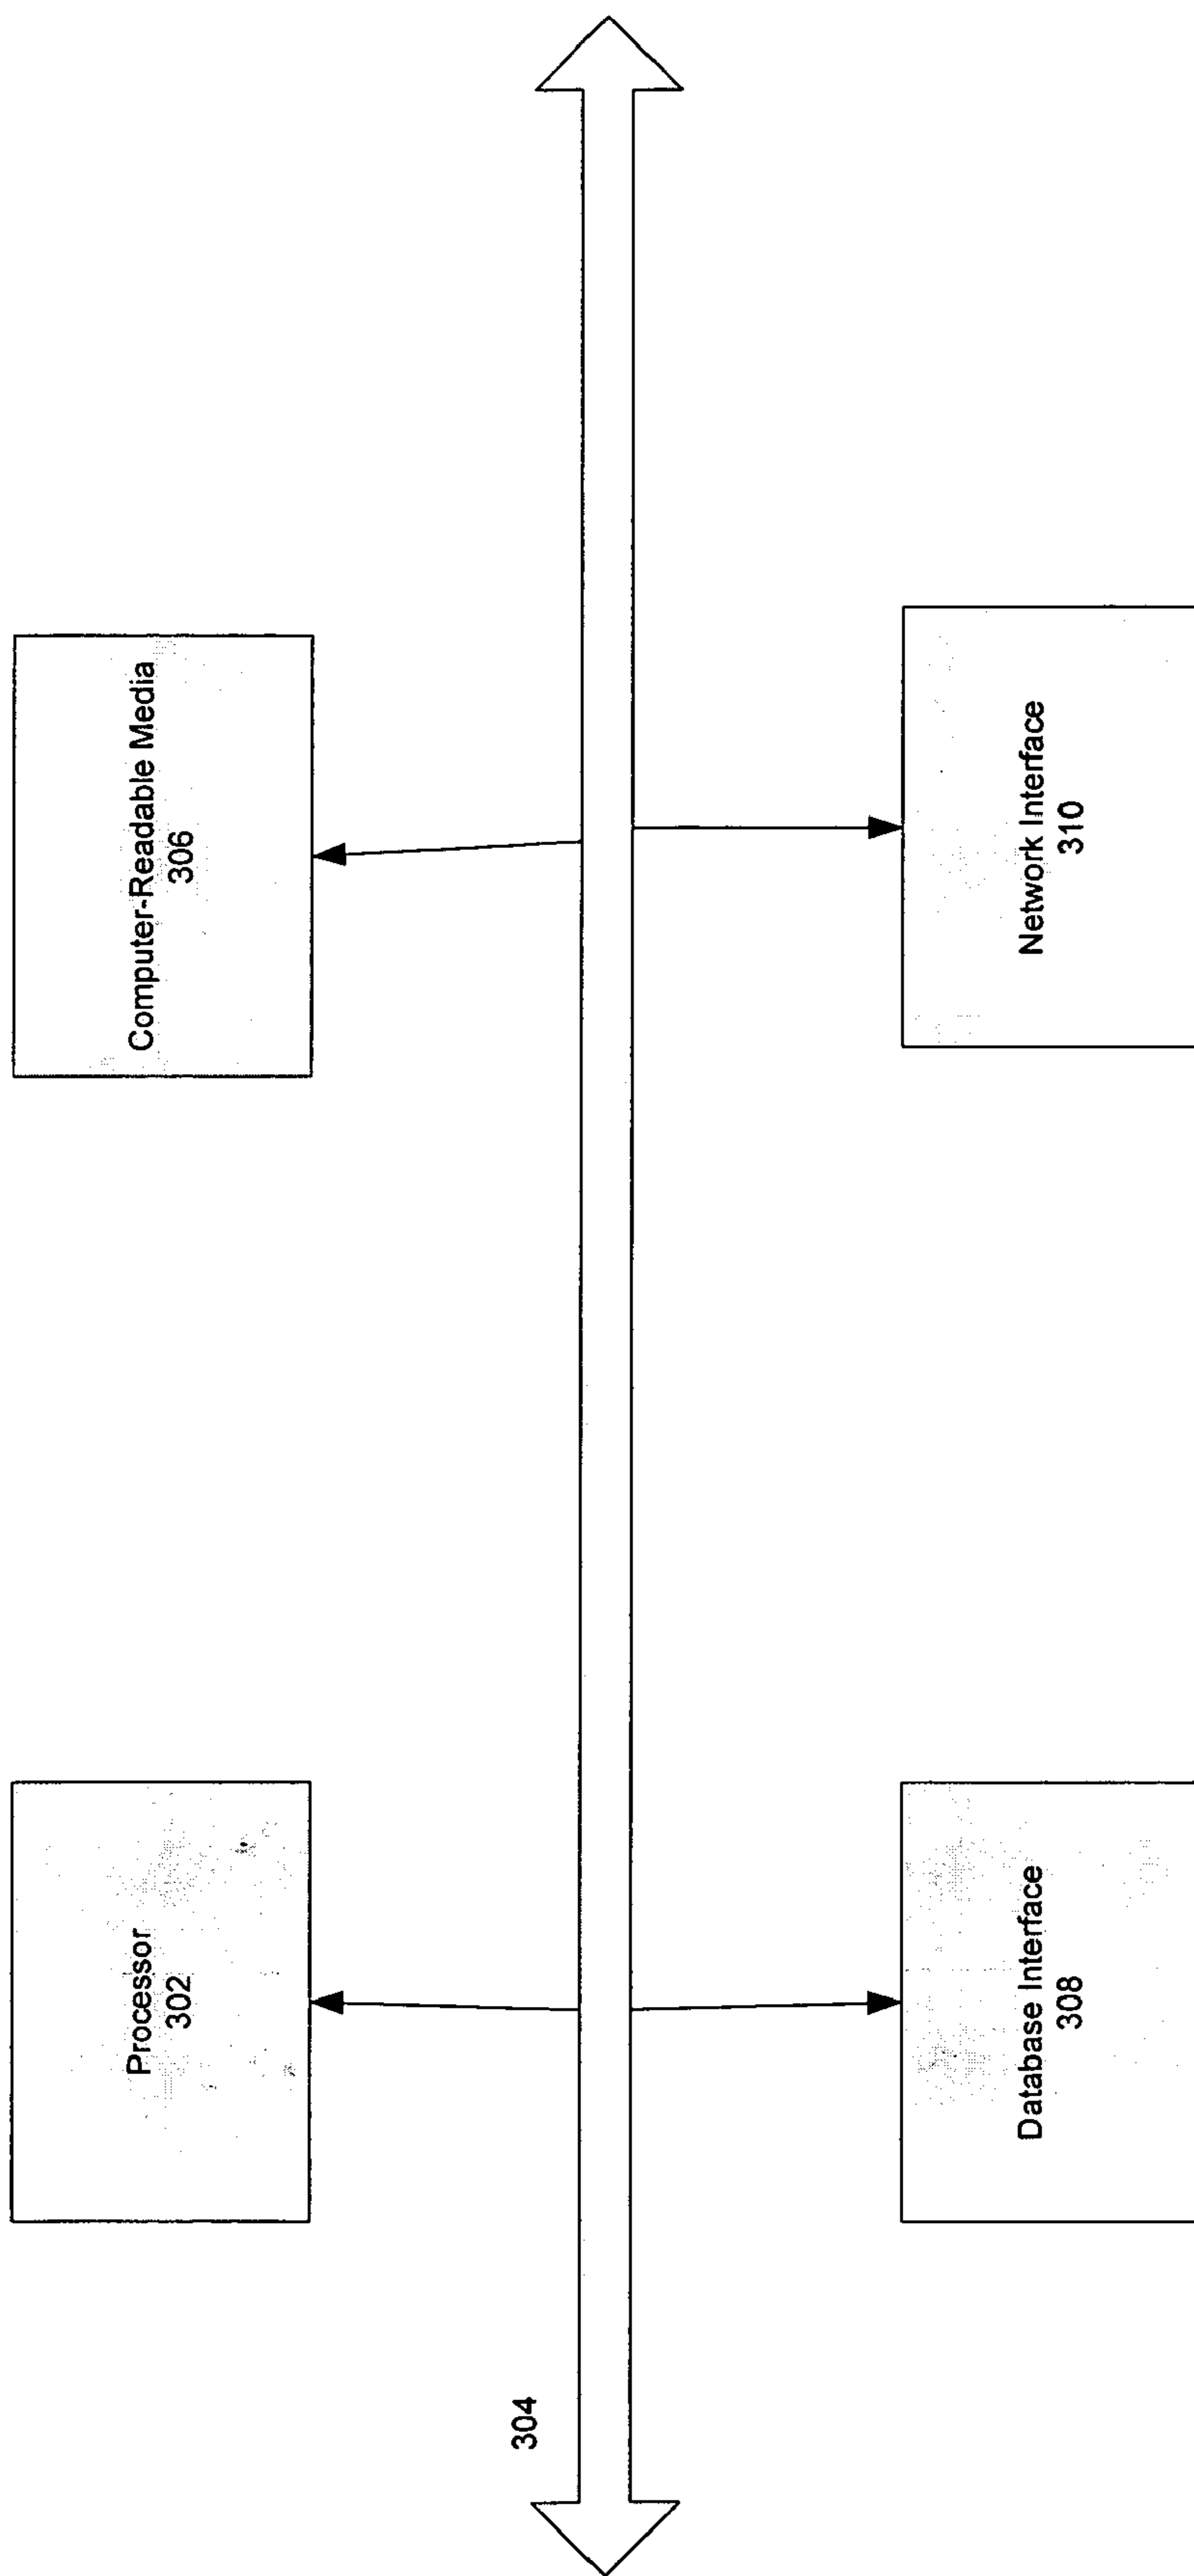 Processor
302
Computer-Readable Media
306
304
Database Interface
308
Network Interface
310